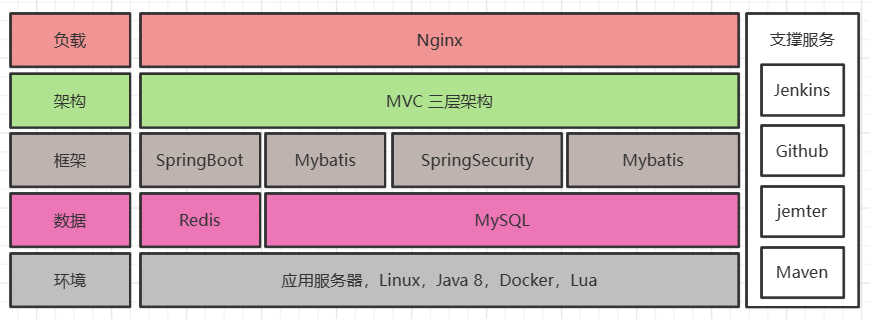 负载
Nginx
架构
MVC 三层架构
框架
SpringBoot
Mybatis
SpringSecurity
Mybatis
数据
Redis
MySQL
环境
应用服务器，Linux，Java 8，Docker，Lua
支撑服务
Jenkins
Github
jemter
Maven